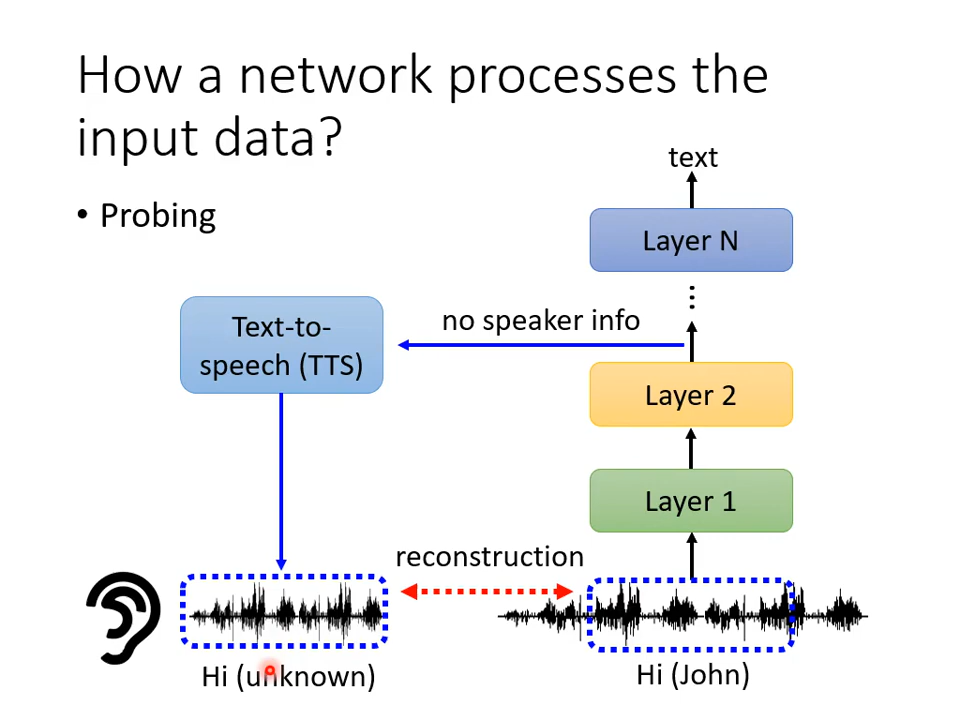 How a network processes the
input data?
• Probing
text
Layer N
⋮
no speaker info
Text-to-
speech (TTS)
Layer 2
Layer 1
reconstruction
Hi (unknown)
Hi (John)